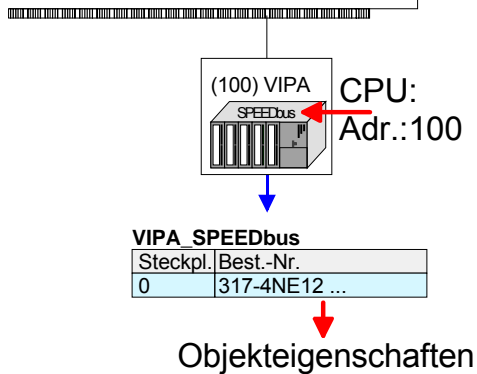 (100) VIPA
SPEEDbus
CPU:
Adr.:100
VIPA_SPEEDbus
Steckpl. Best.-Nr.
0 317-4NE12 ...
Objekteigenschaften